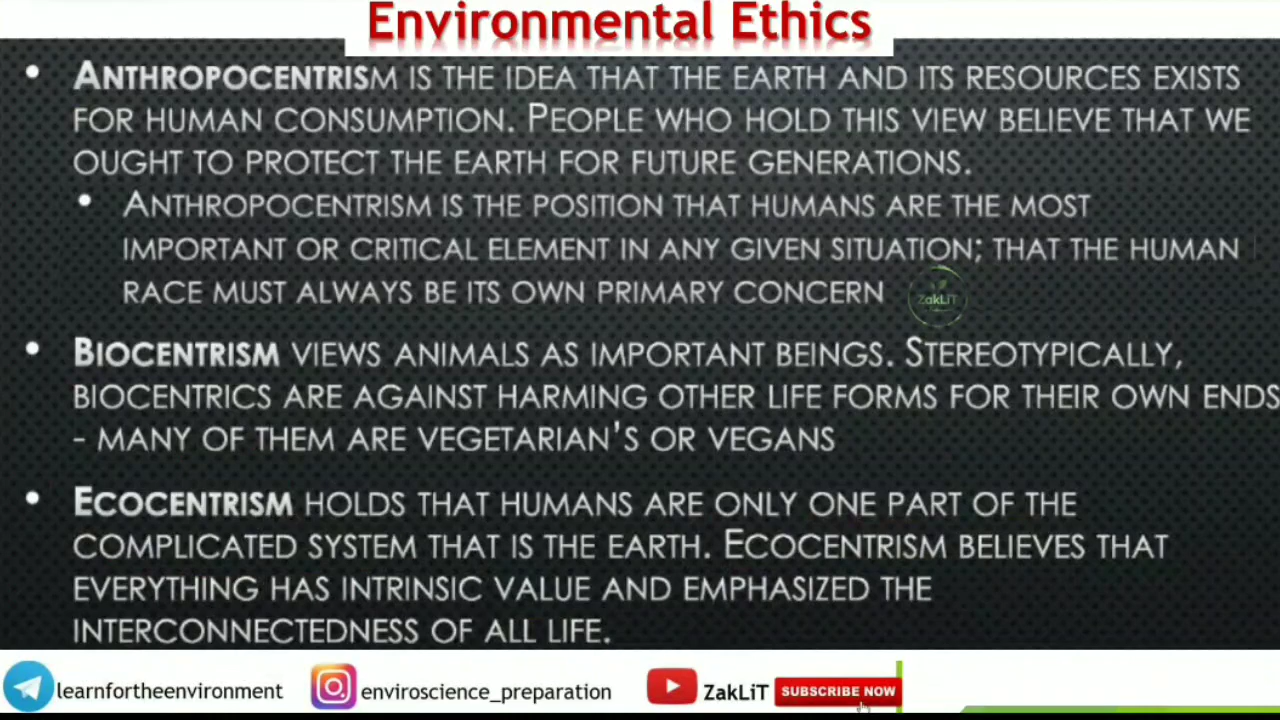 Environmental Ethics
• ANTHROPOCENTRISM IS THE IDEA THAT THE EARTH AND ITS RESOURCES EXISTS
FOR HUMAN CONSUMPTION. PEOPLE WHO HOLD THIS VIEW BELIEVE THAT WE
OUGHT TO PROTECT THE EARTH FOR FUTURE GENERATIONS.
• ANTHROPOCENTRISM IS THE POSITION THAT HUMANS ARE THE MOST
IMPORTANT OR CRITICAL ELEMENT IN ANY GIVEN SITUATION; THAT THE HUMAN
RACE MUST ALWAYS BE ITS OWN PRIMARY CONCERN
ZakLiT
• BIOCENTRISM VIEWS ANIMALS AS IMPORTANT BEINGS. STEREOTYPICALLY,
BIOCENTRICS ARE AGAINST HARMING OTHER LIFE FORMS FOR THEIR OWN ENDS
- MANY OF THEM ARE VEGETARIAN'S OR VEGANS
• ECOCENTRISM HOLDS THAT HUMANS ARE ONLY ONE PART OF THE
COMPLICATED SYSTEM THAT IS THE EARTH. ECOCENTRISM BELIEVES THAT
EVERYTHING HAS INTRINSIC VALUE AND EMPHASIZED THE
INTERCONNECTEDNESS OF ALL LIFE.
learnfortheenvironment enviroscience_preparation ZakLiT SUBSCRIBE NOW